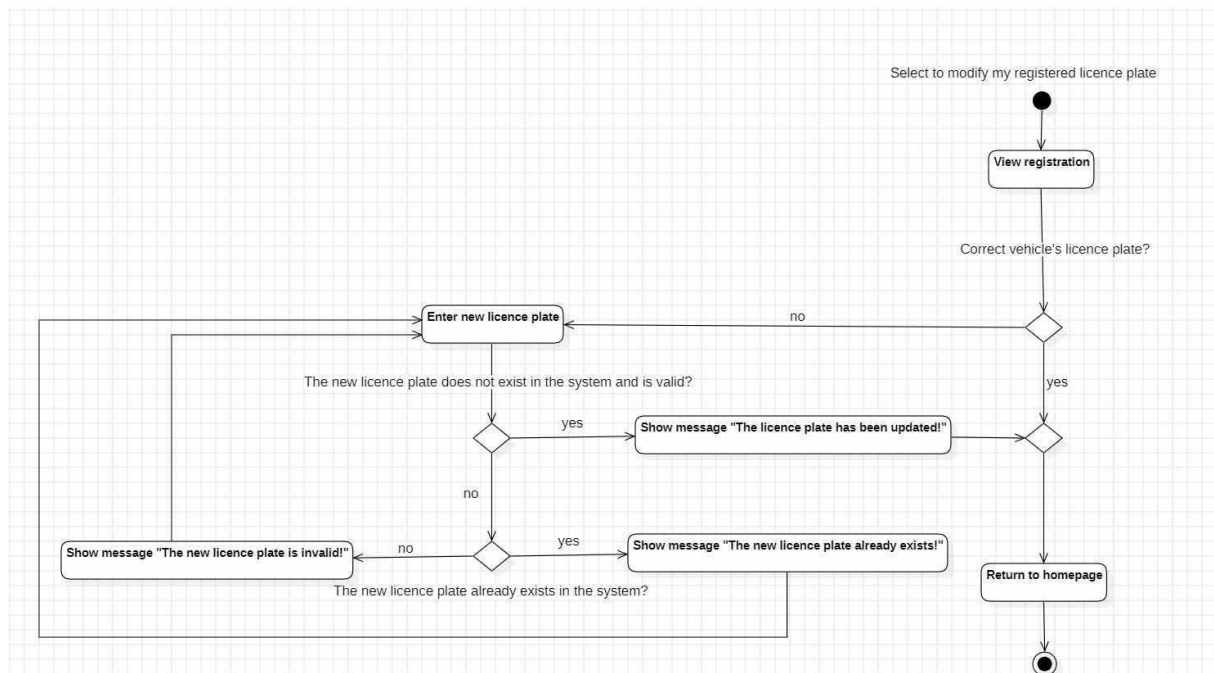 Select to modify my registered licence plate
View registration
Correct vehicle's licence plate?
Enter new licence plate
no
The new licence plate does not exist in the system and is valid?
yes
yes
Show message "The licence plate has been updated!"
no
Show message "The new licence plate is invalid!"
no
yes
Show message "The new licence plate already exists!"
The new licence plate already exists in the system?
Return to homepage